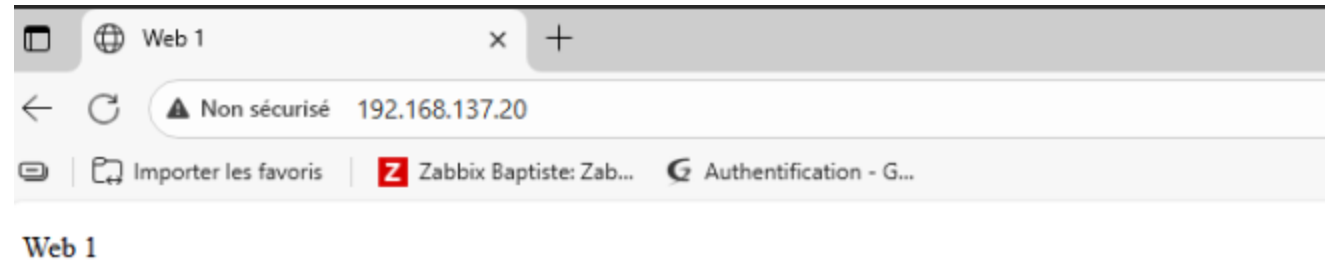 Web 1
Non sécurisé 192.168.137.20
Importer les favoris Z Zabbix Baptiste: Zab... Authentification - G...
Web 1